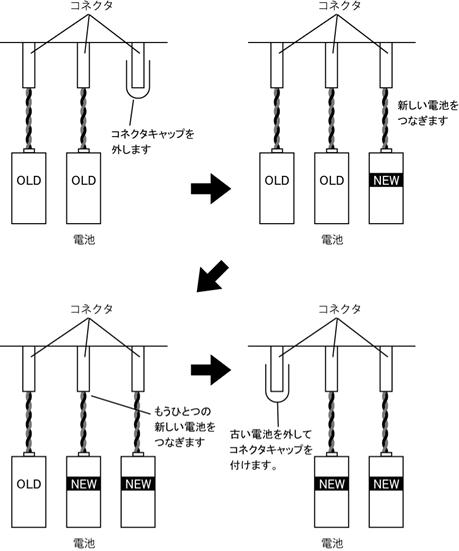 コネクタ
コネクタキャップを
外します
OLD
OLD
電池
コネクタ
新しい電池を
つなぎます
OLD
OLD
NEW
電池
コネクタ
もうひとつの
新しい電池を
つなぎます
OLD
NEW
NEW
電池
コネクタ
古い電池を外して
コネクタキャップを
付けます。
NEW
NEW
電池